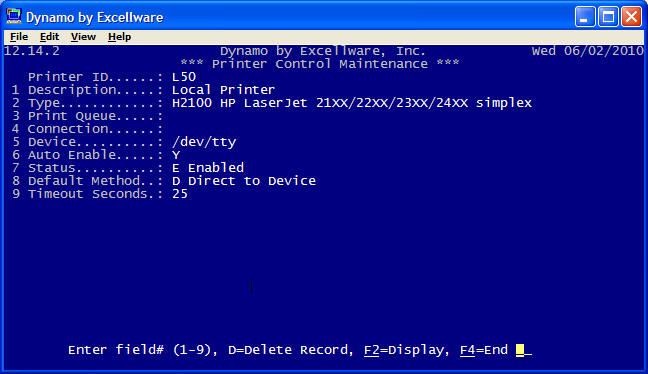 Dynamo by Excellware
File Edit View Help
12.14.2 Dynamo by Excellware, Inc. Wed 06/02/2010
*** Printer Control Maintenance ***
Printer ID......: L50
1 Description.....: Local Printer
2 Type............: H2100 HP LaserJet 21XX/22XX/23XX/24XX simplex
3 Print Queue.....:
4 Connection......:
5 Device..........: /dev/tty
6 Auto Enable.....: Y
7 Status..........: E Enabled
8 Default Method..: D Direct to Device
9 Timeout Seconds.: 25
Enter field# (1-9), D=Delete Record, F2=Display, F4=End